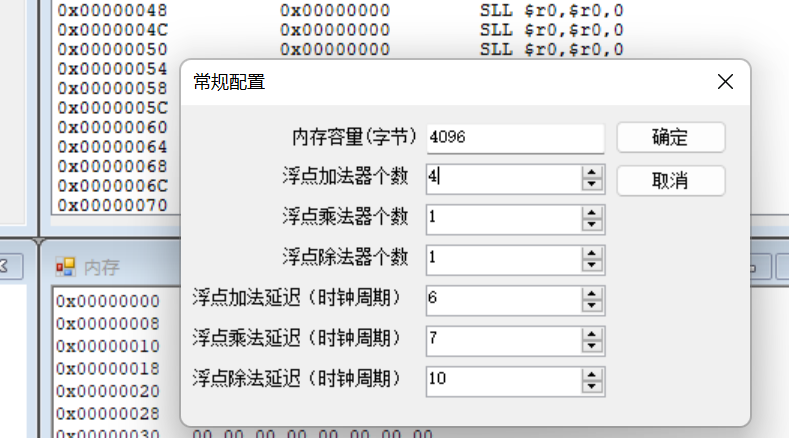 0x00000048 0x00000000 SLL $r0,$r0,0
0x0000004C 0x00000000 SLL $r0,$r0,0
0x00000050 0x00000000 SLL $r0,$r0,0
0x00000054
0x00000058
0x0000005C
0x00000060
0x00000064
0x00000068
0x0000006C
0x00000070
常规配置
内存容量(字节) 4096 确定
浮点加法器个数 4 取消
浮点乘法器个数 1
浮点除法器个数 1
浮点加法延迟（时钟周期） 6
浮点乘法延迟（时钟周期） 7
浮点除法延迟（时钟周期） 10
内存
0x00000000
0x00000008
0x00000010
0x00000018
0x00000020
0x00000028
0x00000030 00 00 00 00 00 00 00 00